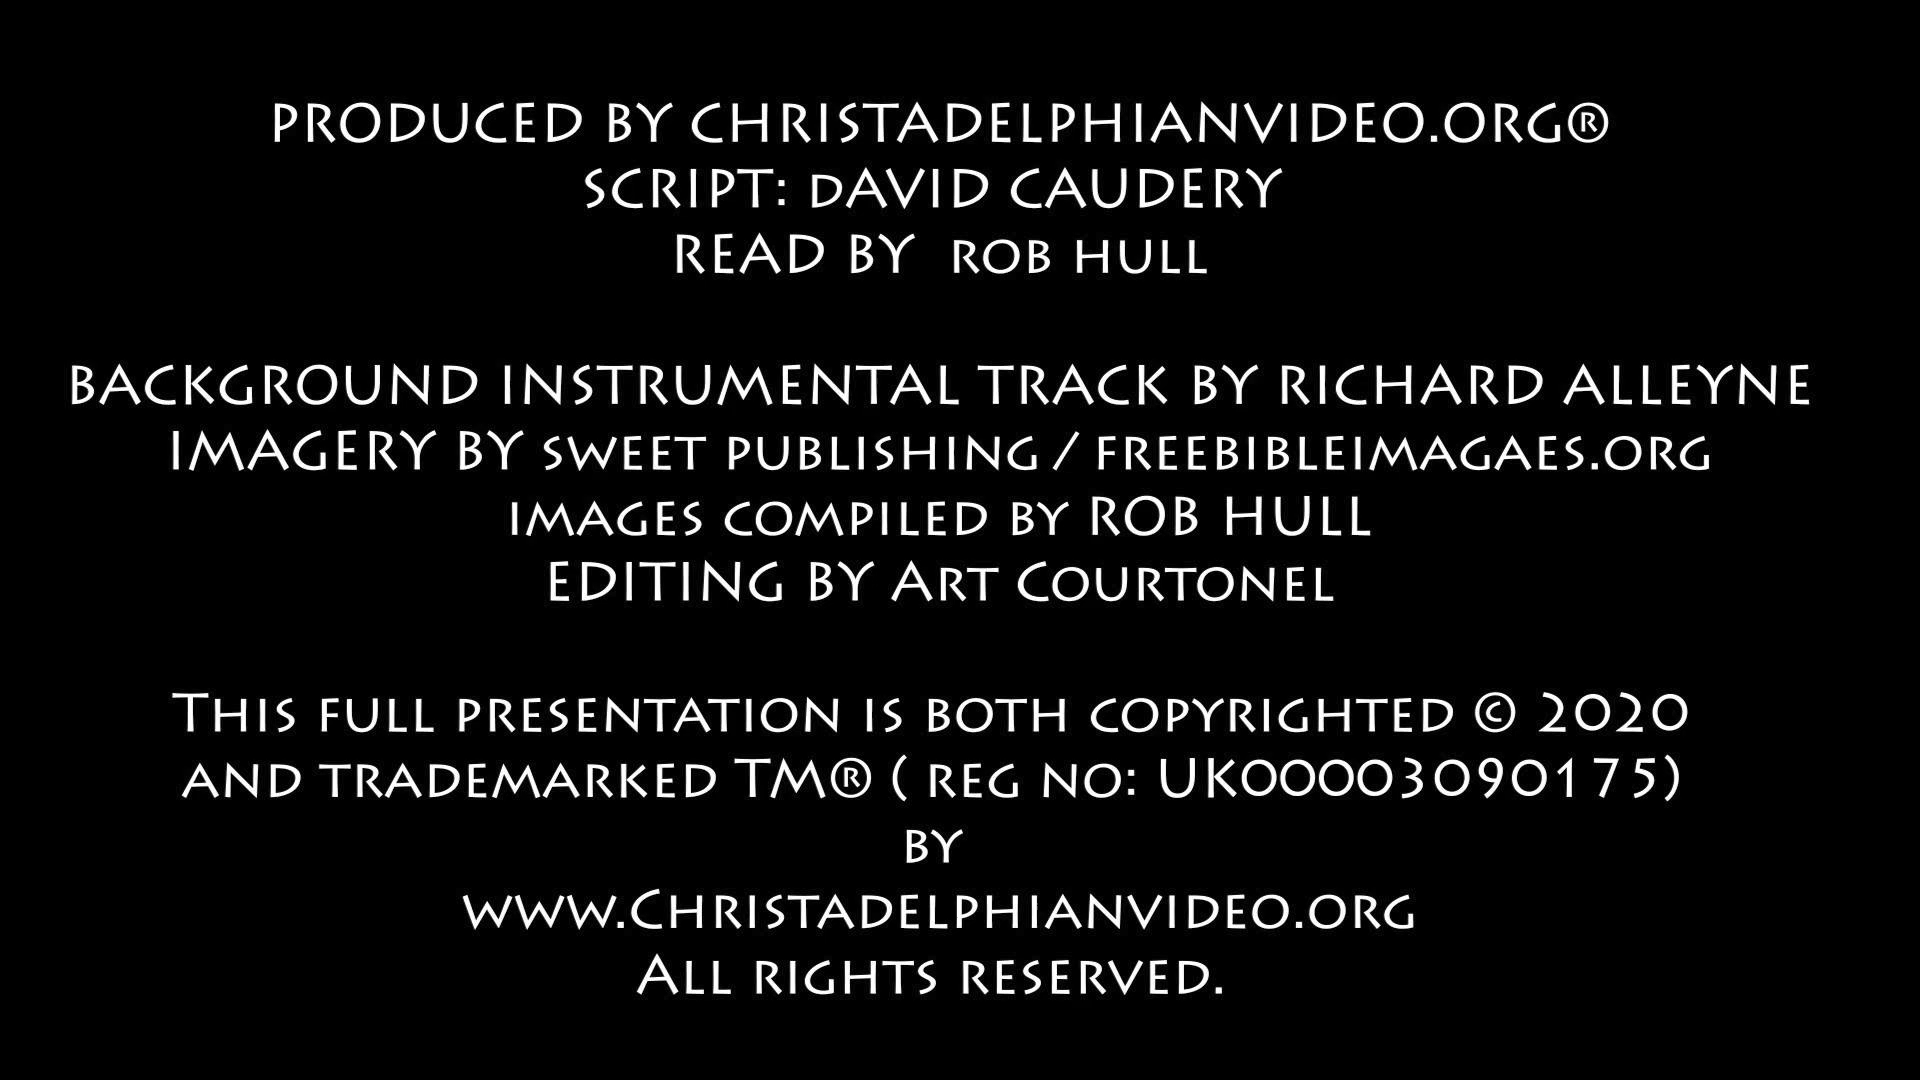 PRODUCED BY CHRISTADELPHIANVIDEO.ORG®
SCRIPT: dAVID CAUDERY
READ BY rob hull
BACKGROUND INSTRUMENTAL TRACK BY RICHARD ALLEYNE
IMAGERY BY sweet publishing / freebibleimagaes.org
images compiled by ROB HULL
EDITING BY Art Courtonel
This full presentation is both copyrighted © 2020
and trademarked TM® ( reg no: UK00003090175)
by
www.Christadelphianvideo.org
All rights reserved.